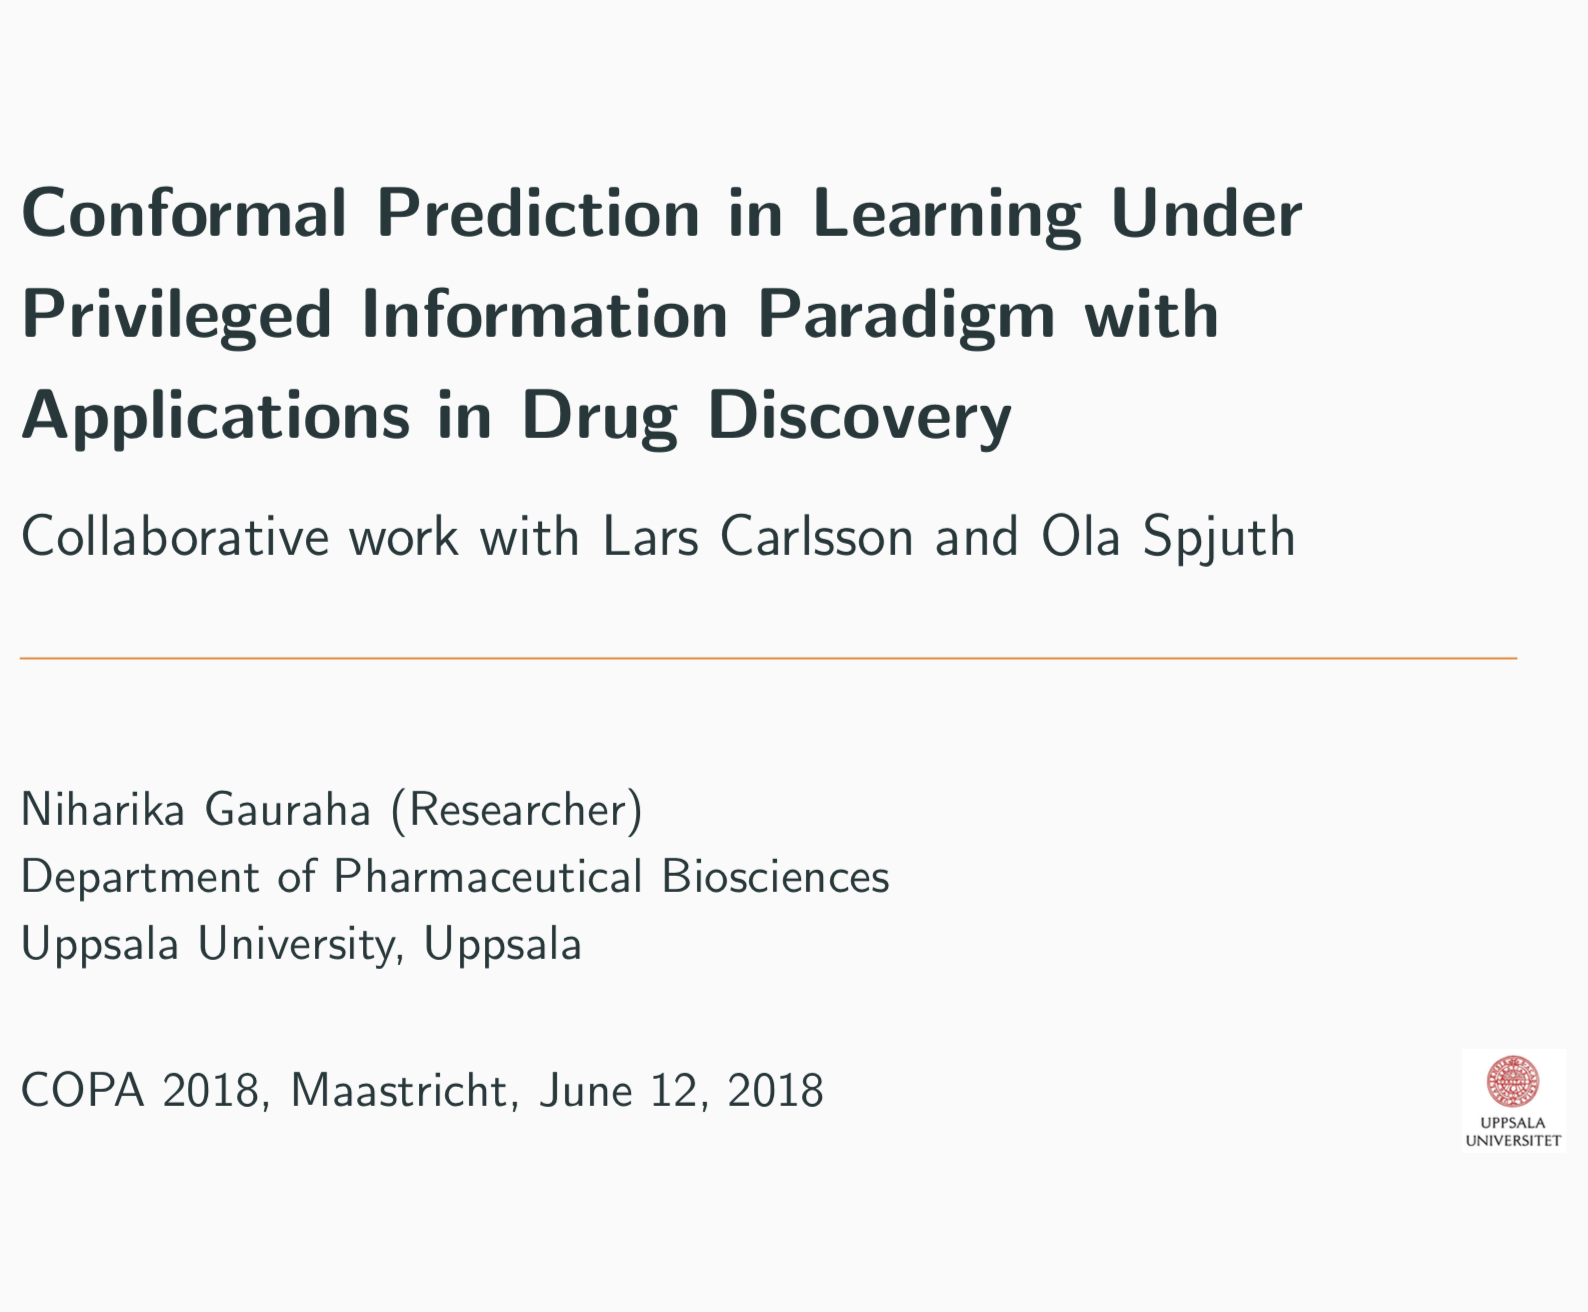 Conformal Prediction in Learning Under
Privileged Information Paradigm with
Applications in Drug Discovery
Collaborative work with Lars Carlsson and Ola Spjuth
Niharika Gauraha (Researcher)
Department of Pharmaceutical Biosciences
Uppsala University, Uppsala
COPA 2018, Maastricht, June 12, 2018
UPPSALA
UNIVERSITET